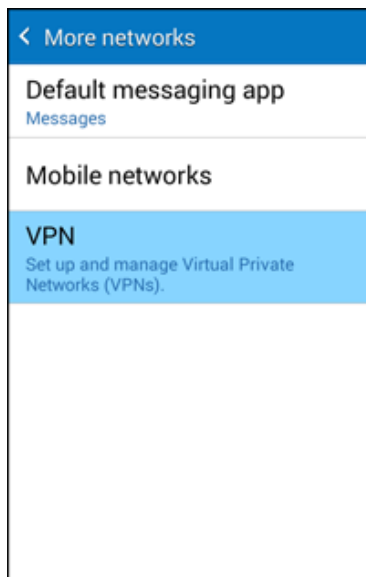 More networks
Default messaging app
Messages
Mobile networks
VPN
Set up and manage Virtual Private
Networks (VPNs).